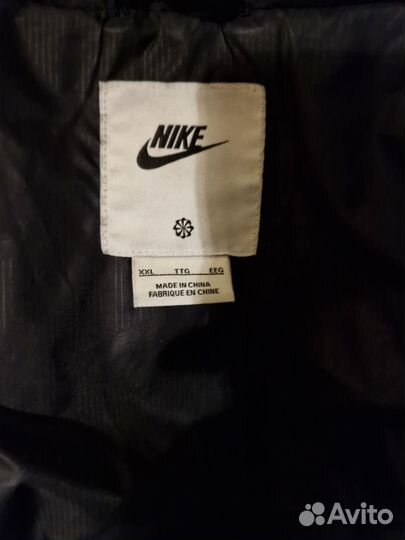 NIKE
XXL TTG EEG
MADE IN CHINA
FABRIQUE EN CHINE
Avito